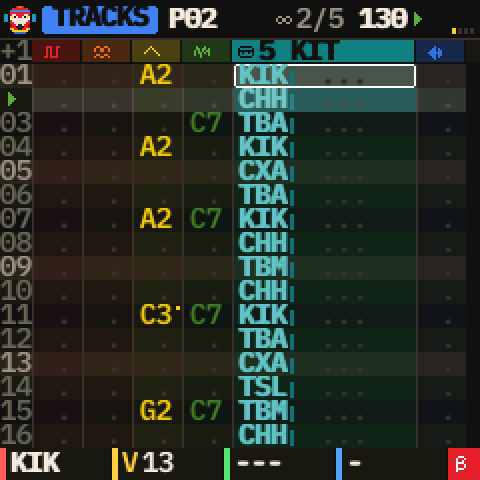 TRACKS P02 ∞2/5 130
+1 5 KIT
01 . . A2 . KIK ... .
. . . . CHH ... .
03 . . . C7 TBA ... .
04 . . A2 . KIK ... .
05 . . . . CXA ... .
06 . . . . TBA ... .
07 . . A2 C7 KIK ... .
08 . . . . CHH ... .
09 . . . . TBM ... .
10 . . . . CHH ... .
11 . . C3 C7 KIK ... .
12 . . . . TBA ... .
13 . . . . CXA ... .
14 . . . . TSL ... .
15 . . G2 C7 TBM ... .
16 . . . . CHH ... .
KIK V13 --- - β